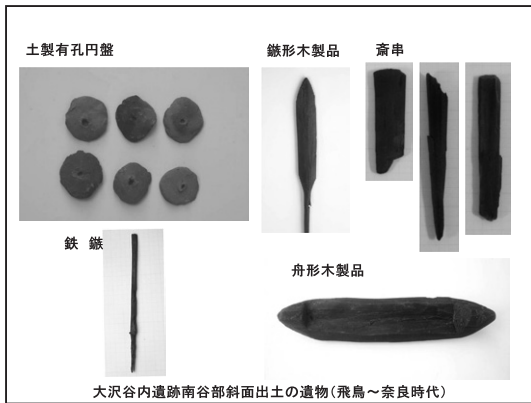 土製有孔円盤
鏃形木製品
斎串
鉄 鏃
舟形木製品
大沢谷内遺跡南谷部斜面出土の遺物(飛鳥～奈良時代)